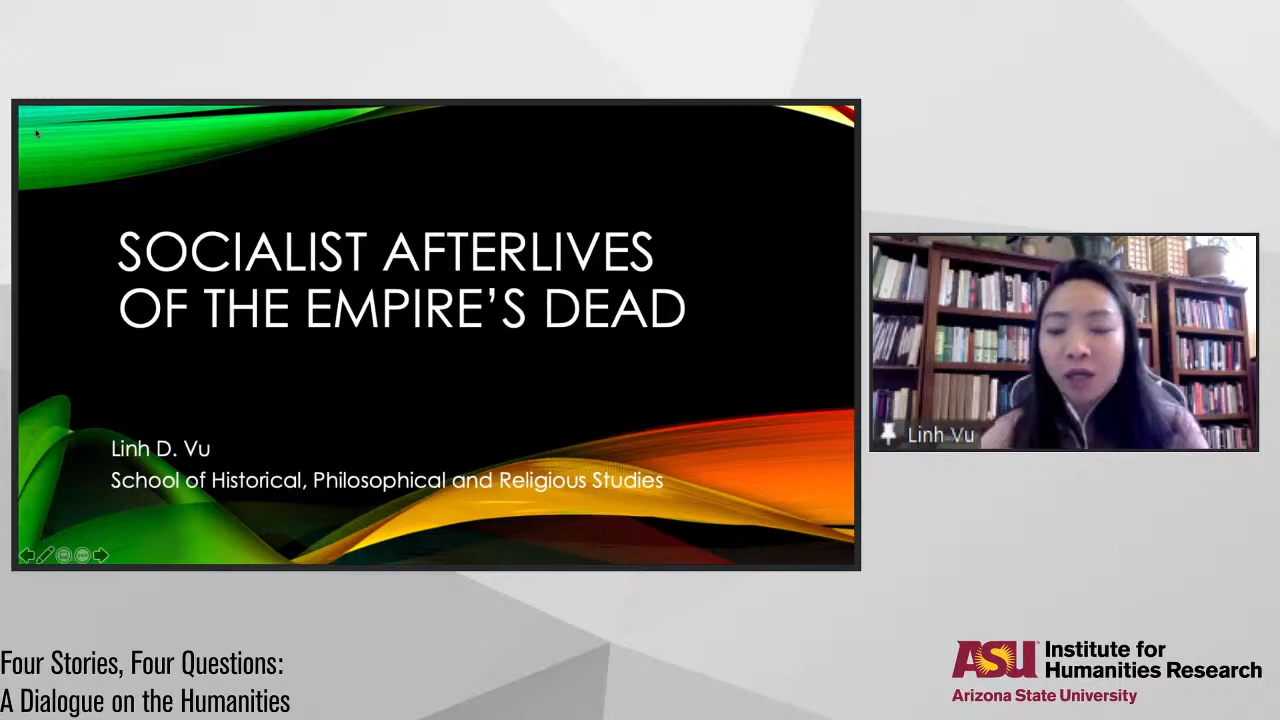 SOCIALIST AFTERLIVES
OF THE EMPIRE’S DEAD
Linh D. Vu
School of Historical, Philosophical and Religious Studies
Linh Vu
Four Stories, Four Questions:
A Dialogue on the Humanities
ASU Institute for
Humanities Research
Arizona State University